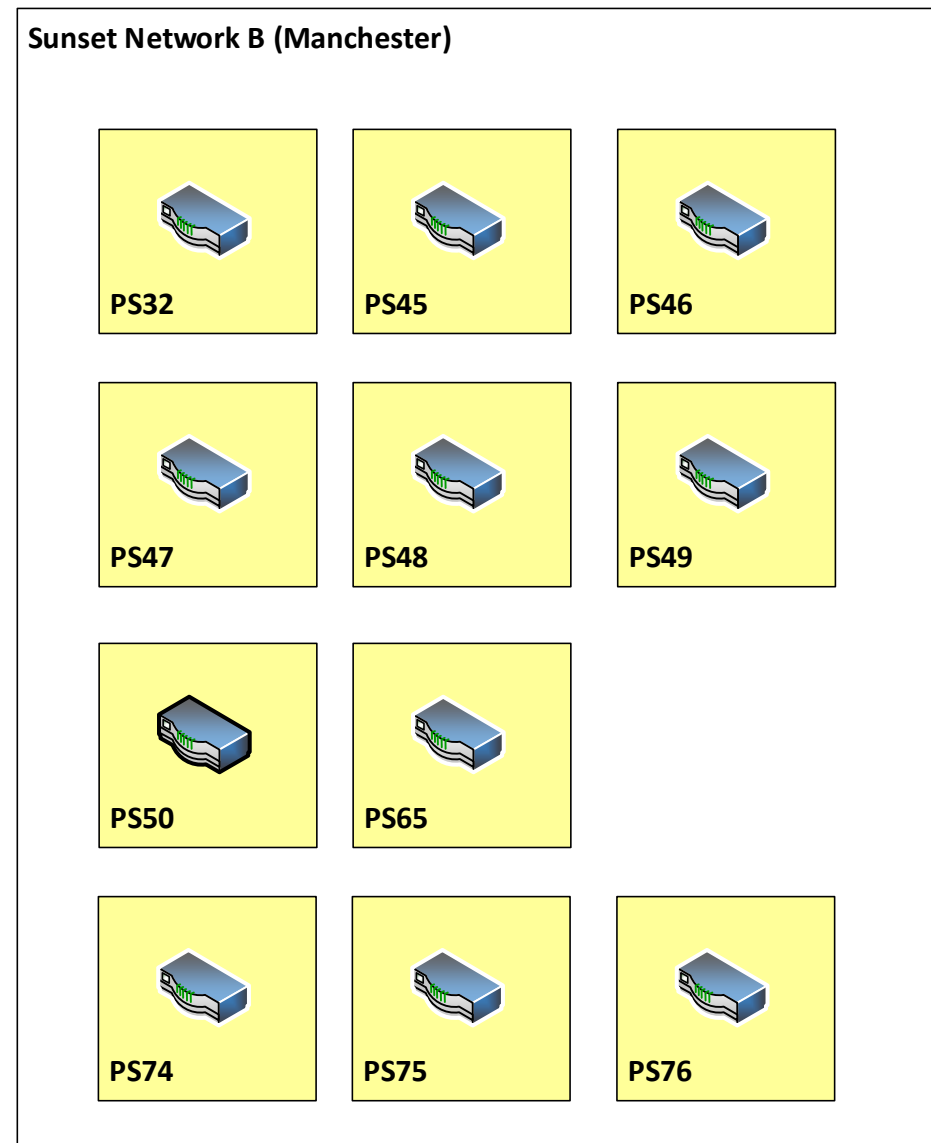 Sunset Network B (Manchester)
PS32
PS45
PS46
PS47
PS48
PS49
PS50
PS65
PS74
PS75
PS76